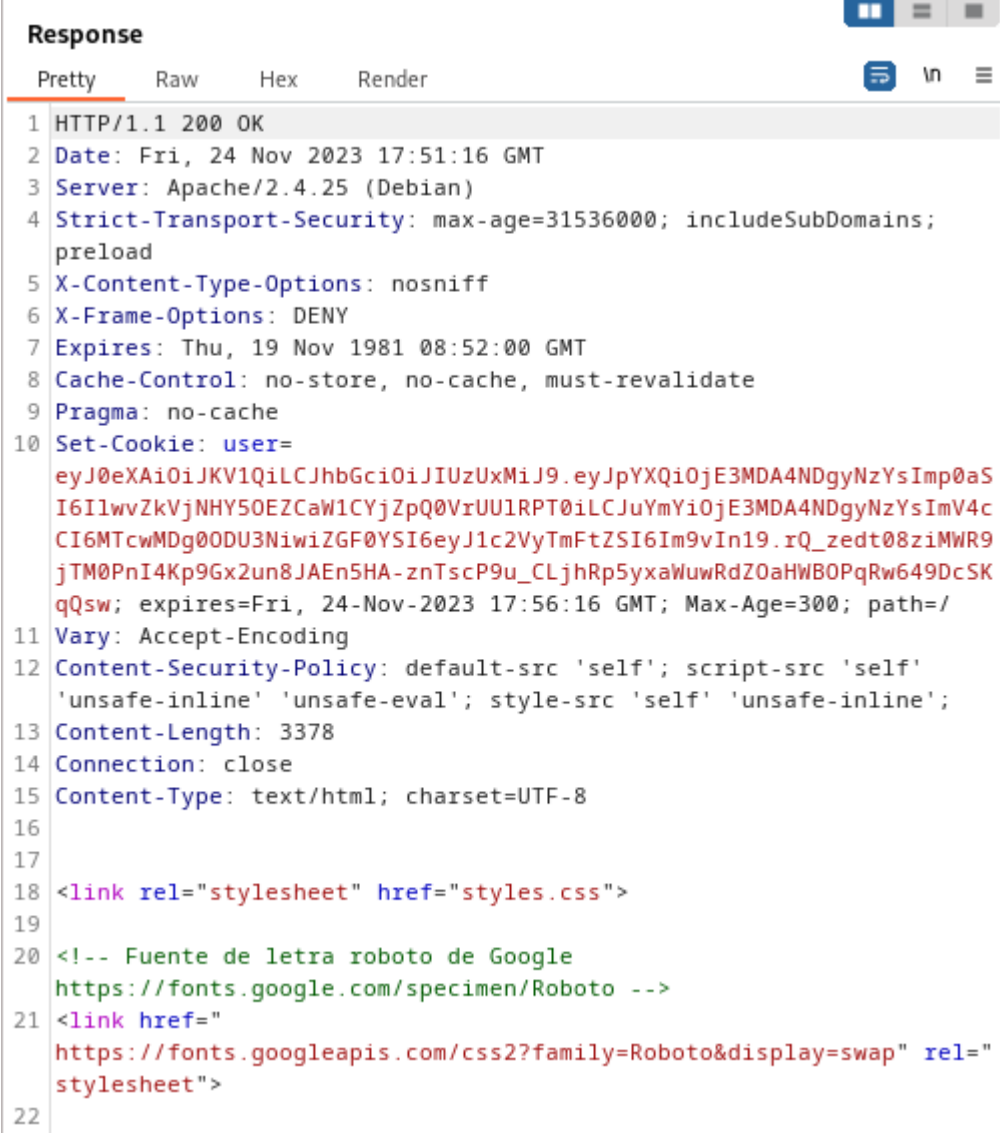 Response
Pretty Raw Hex Render \n
1 HTTP/1.1 200 OK
2 Date: Fri, 24 Nov 2023 17:51:16 GMT
3 Server: Apache/2.4.25 (Debian)
4 Strict-Transport-Security: max-age=31536000; includeSubDomains;
preload
5 X-Content-Type-Options: nosniff
6 X-Frame-Options: DENY
7 Expires: Thu, 19 Nov 1981 08:52:00 GMT
8 Cache-Control: no-store, no-cache, must-revalidate
9 Pragma: no-cache
10 Set-Cookie: user=
eyJ0eXAiOiJKV1QiLCJhbGciOiJIUzUxMiJ9.eyJpYXQiOjE3MDA4NDgyNzYsImp0aS
I6IlwvZkVjNHY5OEZCaW1CYjZpQ0VrUUlRPT0iLCJuYmYiOjE3MDA4NDgyNzYsImV4c
CI6MTcwMDg0ODU3NiwiZGF0YSI6eyJ1c2VyTmFtZSI6Im9vIn19.rQ_zedt08ziMWR9
jTM0PnI4Kp9Gx2un8JAEn5HA-znTscP9u_CLjhRp5yxaWuwRdZOaHWBOPqRw649DcSK
qQsw; expires=Fri, 24-Nov-2023 17:56:16 GMT; Max-Age=300; path=/
11 Vary: Accept-Encoding
12 Content-Security-Policy: default-src 'self'; script-src 'self'
'unsafe-inline' 'unsafe-eval'; style-src 'self' 'unsafe-inline';
13 Content-Length: 3378
14 Connection: close
15 Content-Type: text/html; charset=UTF-8
16
17
18 <link rel="stylesheet" href="styles.css">
19
20 <!-- Fuente de letra roboto de Google
https://fonts.google.com/specimen/Roboto -->
21 <link href="
https://fonts.googleapis.com/css2?family=Roboto&display=swap" rel="
stylesheet">
22